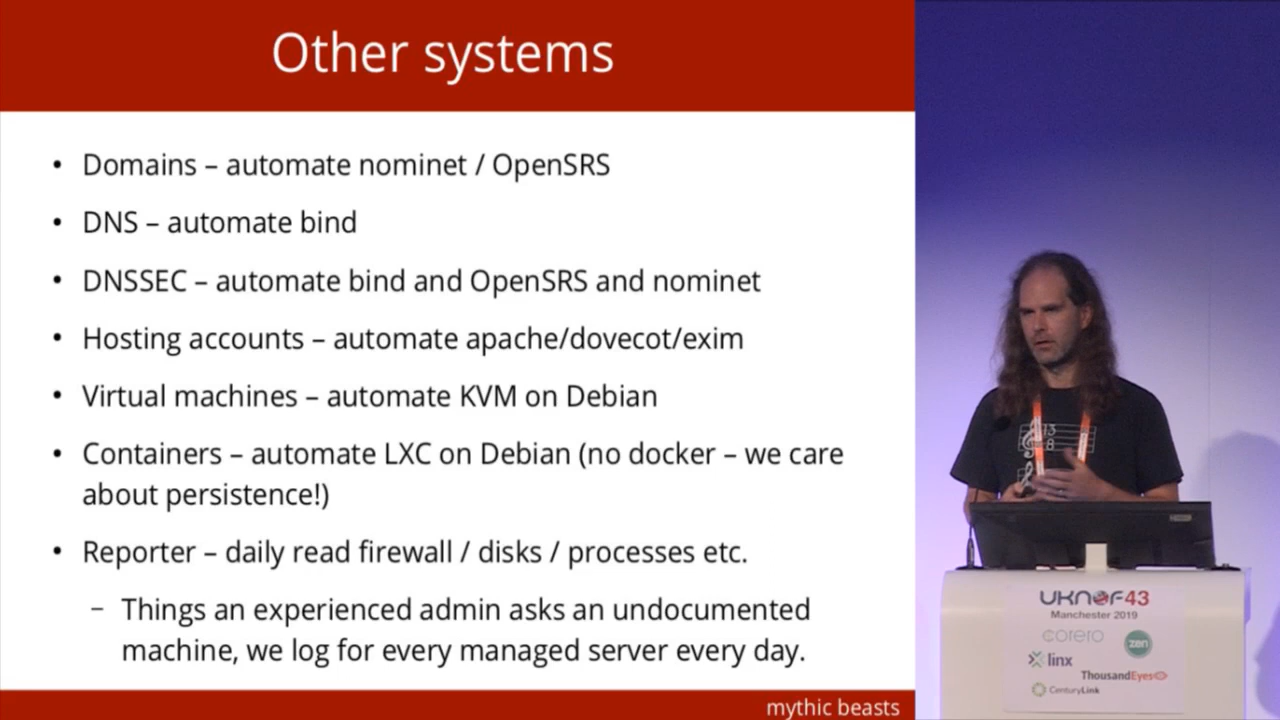 Other systems
• Domains – automate nominet / OpenSRS
• DNS – automate bind
• DNSSEC – automate bind and OpenSRS and nominet
• Hosting accounts – automate apache/dovecot/exim
• Virtual machines – automate KVM on Debian
• Containers – automate LXC on Debian (no docker – we care
about persistence!)
• Reporter – daily read firewall / disks / processes etc.
– Things an experienced admin asks an undocumented
machine, we log for every managed server every day.
mythic beasts
13
8
UKNOF43
Manchester 2019
corero
zen
linx
ThousandEyes
CenturyLink